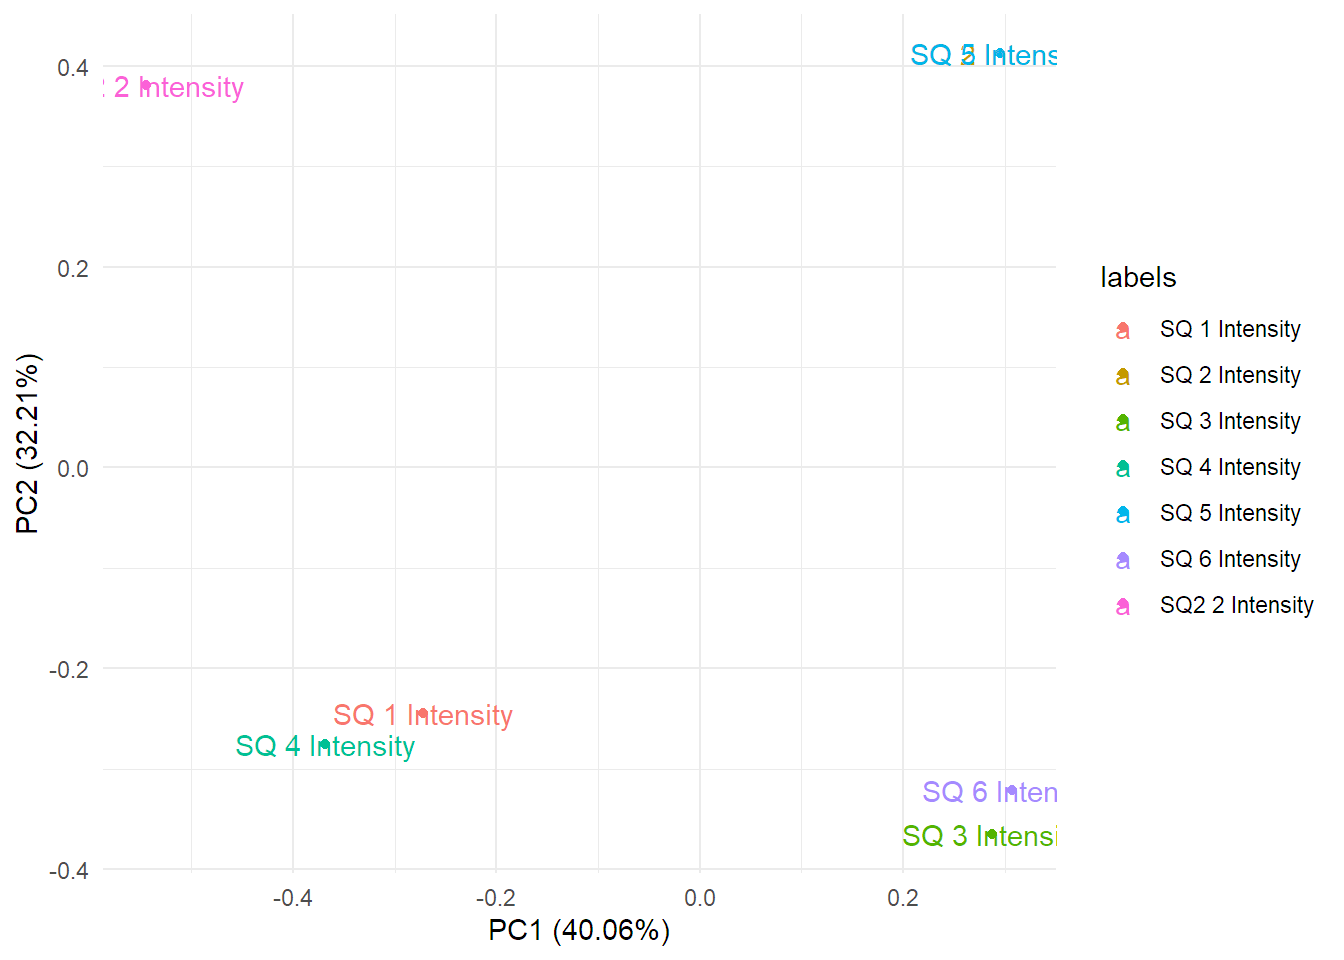 0.4
0.2
0.0
-0.2
-0.4
PC2 (32.21%)
2 Intensity
SQ 5 Intens
SQ 1 Intensity
SQ 4 Intensity
SQ 6 Inten
SQ 3 Intensi
-0.4
-0.2
0.0
0.2
PC1 (40.06%)
labels
a SQ 1 Intensity
a SQ 2 Intensity
a SQ 3 Intensity
a SQ 4 Intensity
a SQ 5 Intensity
a SQ 6 Intensity
a SQ2 2 Intensity